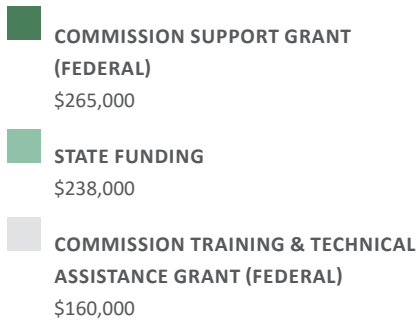 COMMISSION SUPPORT GRANT
(FEDERAL)
$265,000
STATE FUNDING
$238,000
COMMISSION TRAINING & TECHNICAL
ASSISTANCE GRANT (FEDERAL)
$160,000